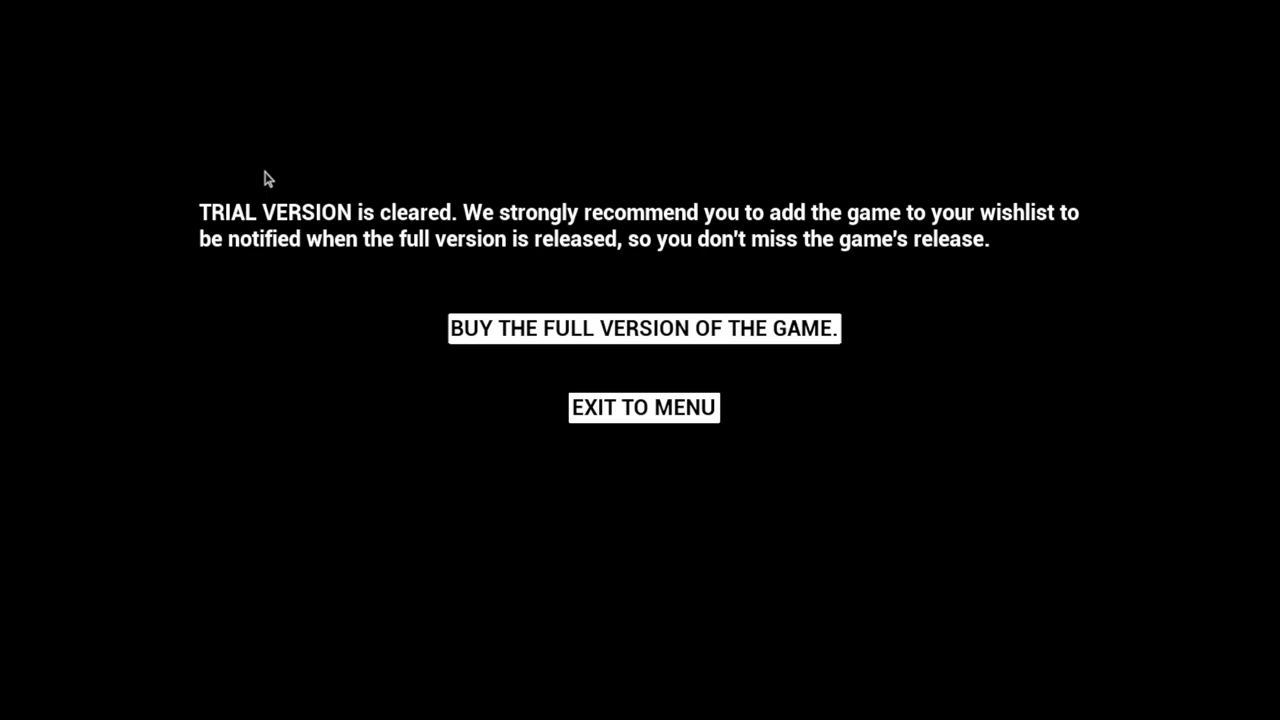 TRIAL VERSION is cleared. We strongly recommend you to add the game to your wishlist to
be notified when the full version is released, so you don't miss the game's release.
BUY THE FULL VERSION OF THE GAME.
EXIT TO MENU